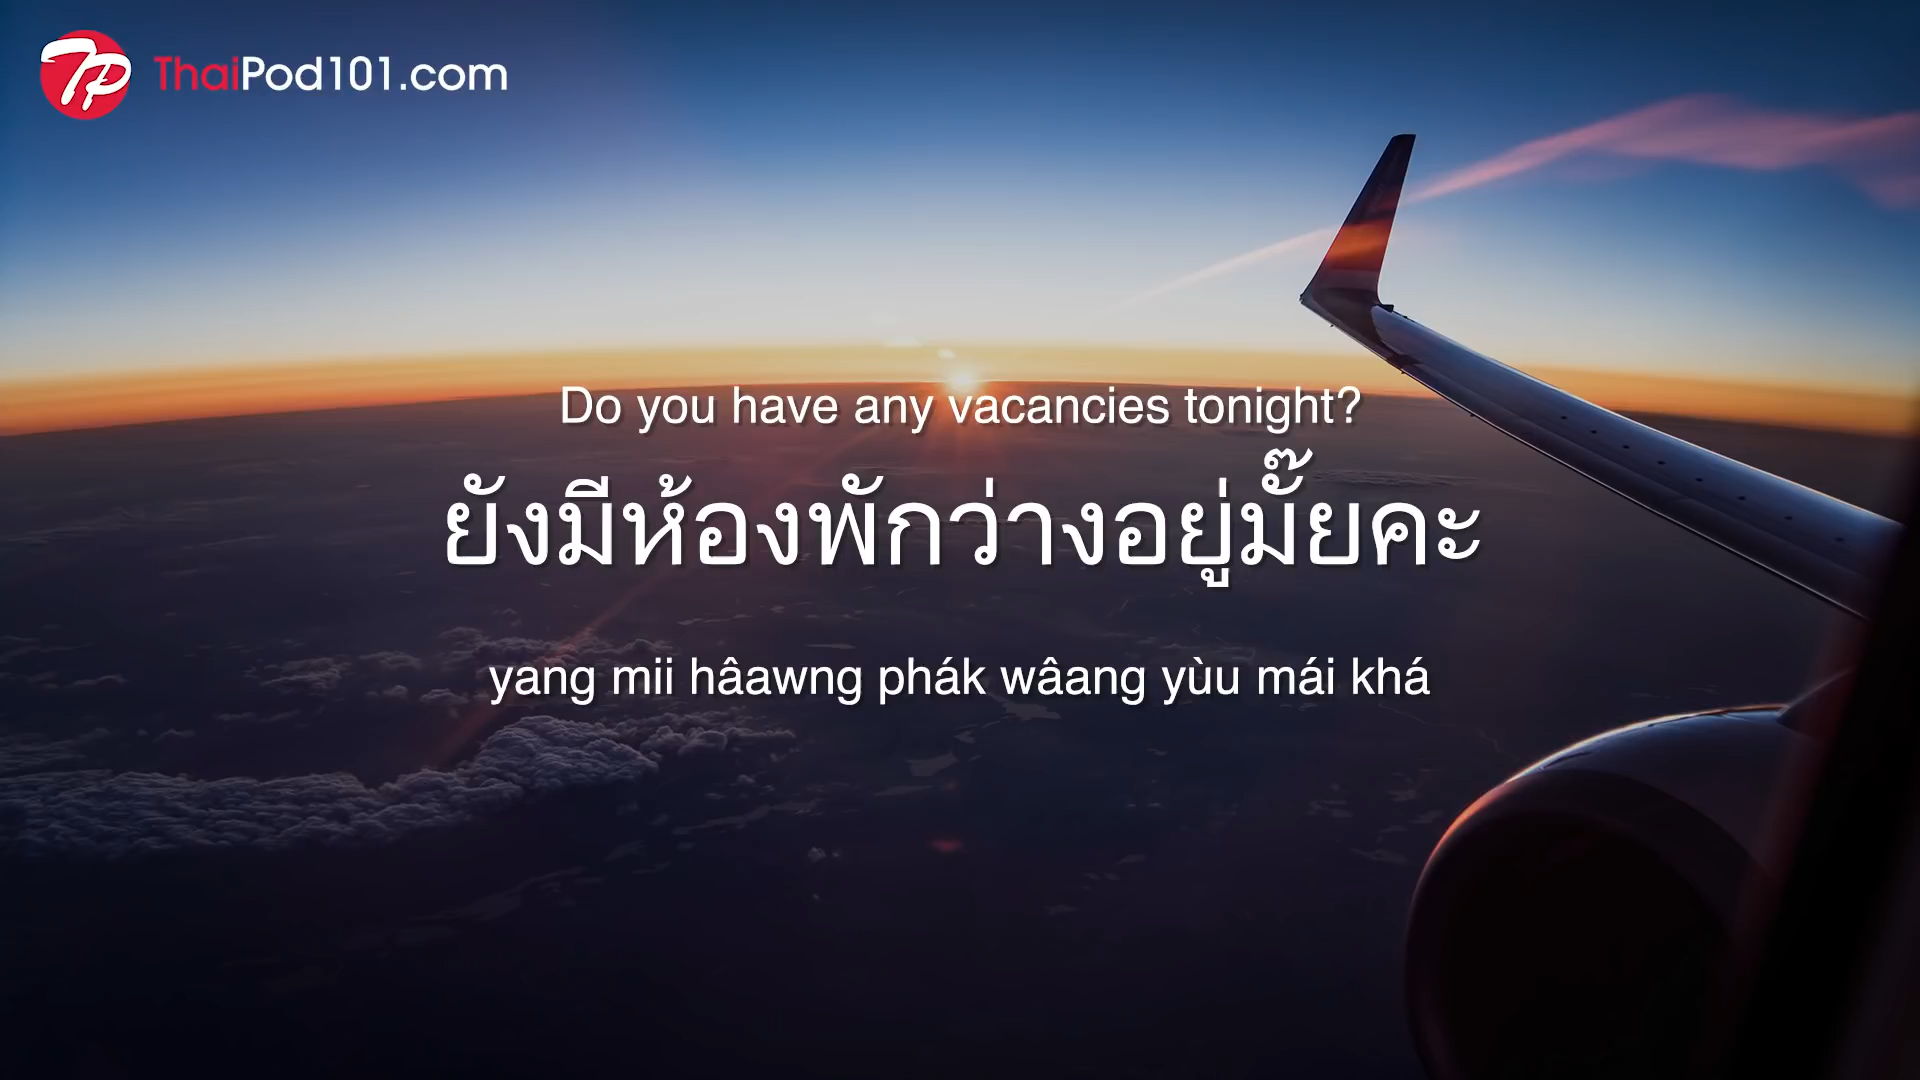 ThaiPod101.com
Do you have any vacancies tonight?
ยังมีห้องพักว่างอยู่มั๊ยคะ
yang mii hâawng phák wâang yùu mái khá